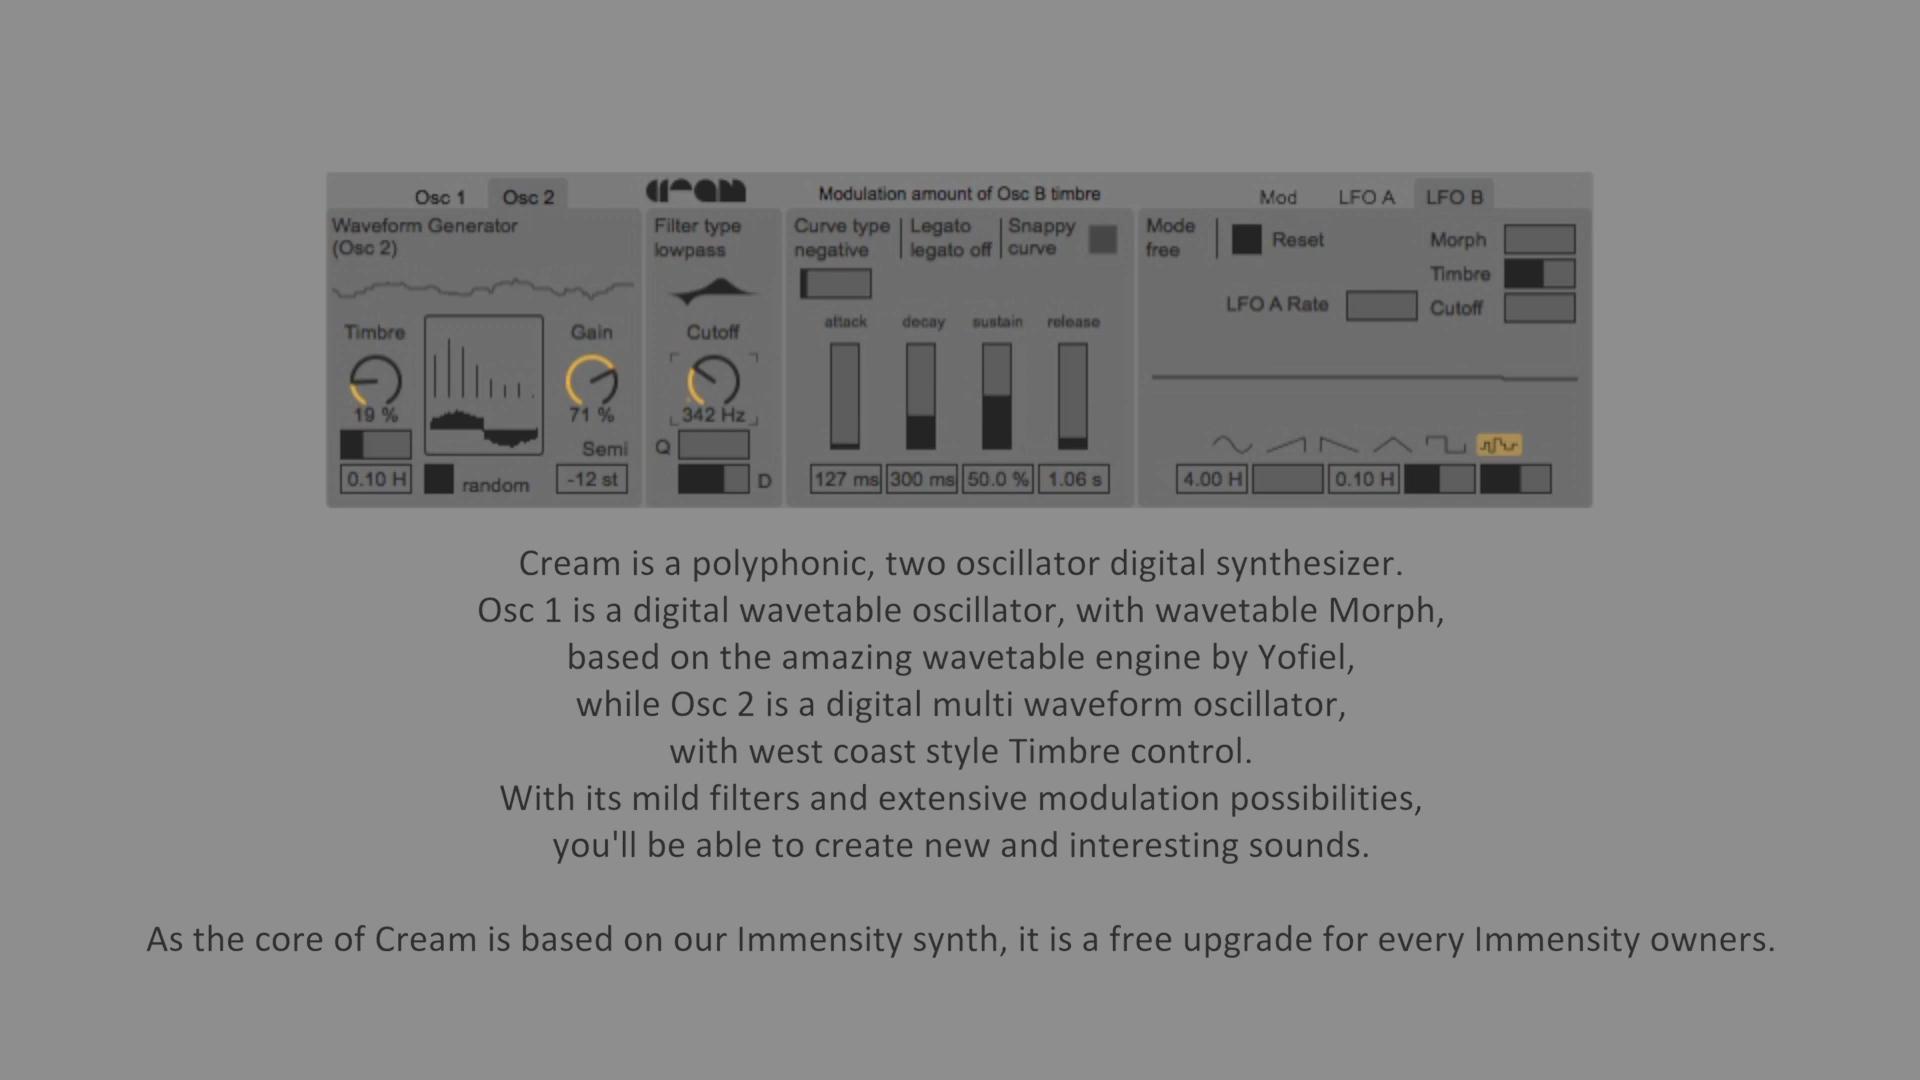 Osc 1 Osc 2 cream Modulation amount of Osc B timbre Mod LFO A LFO B
Waveform Generator
(Osc 2)
Timbre
Gain
19 %
71 %
Semi
0.10 H
random
-12 st
Filter type
lowpass
Cutoff
342 Hz
Q
D
Curve type
negative
Legato
legato off
Snappy
curve
attack decay sustain release
127 ms 300 ms 50.0 % 1.06 s
Mode
free
Reset
Morph
Timbre
LFO A Rate
Cutoff
4.00 H
0.10 H
Cream is a polyphonic, two oscillator digital synthesizer.
Osc 1 is a digital wavetable oscillator, with wavetable Morph,
based on the amazing wavetable engine by Yofiel,
while Osc 2 is a digital multi waveform oscillator,
with west coast style Timbre control.
With its mild filters and extensive modulation possibilities,
you'll be able to create new and interesting sounds.
As the core of Cream is based on our Immensity synth, it is a free upgrade for every Immensity owners.